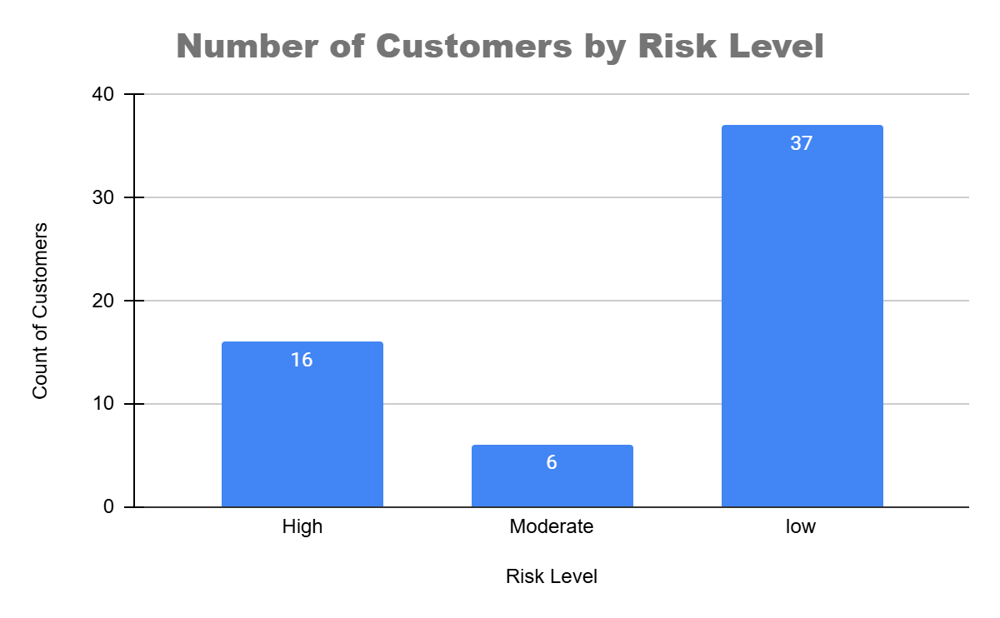 Number of Customers by Risk Level
40
30
20
10
0
Count of Customers
16
6
37
High
Moderate
low
Risk Level